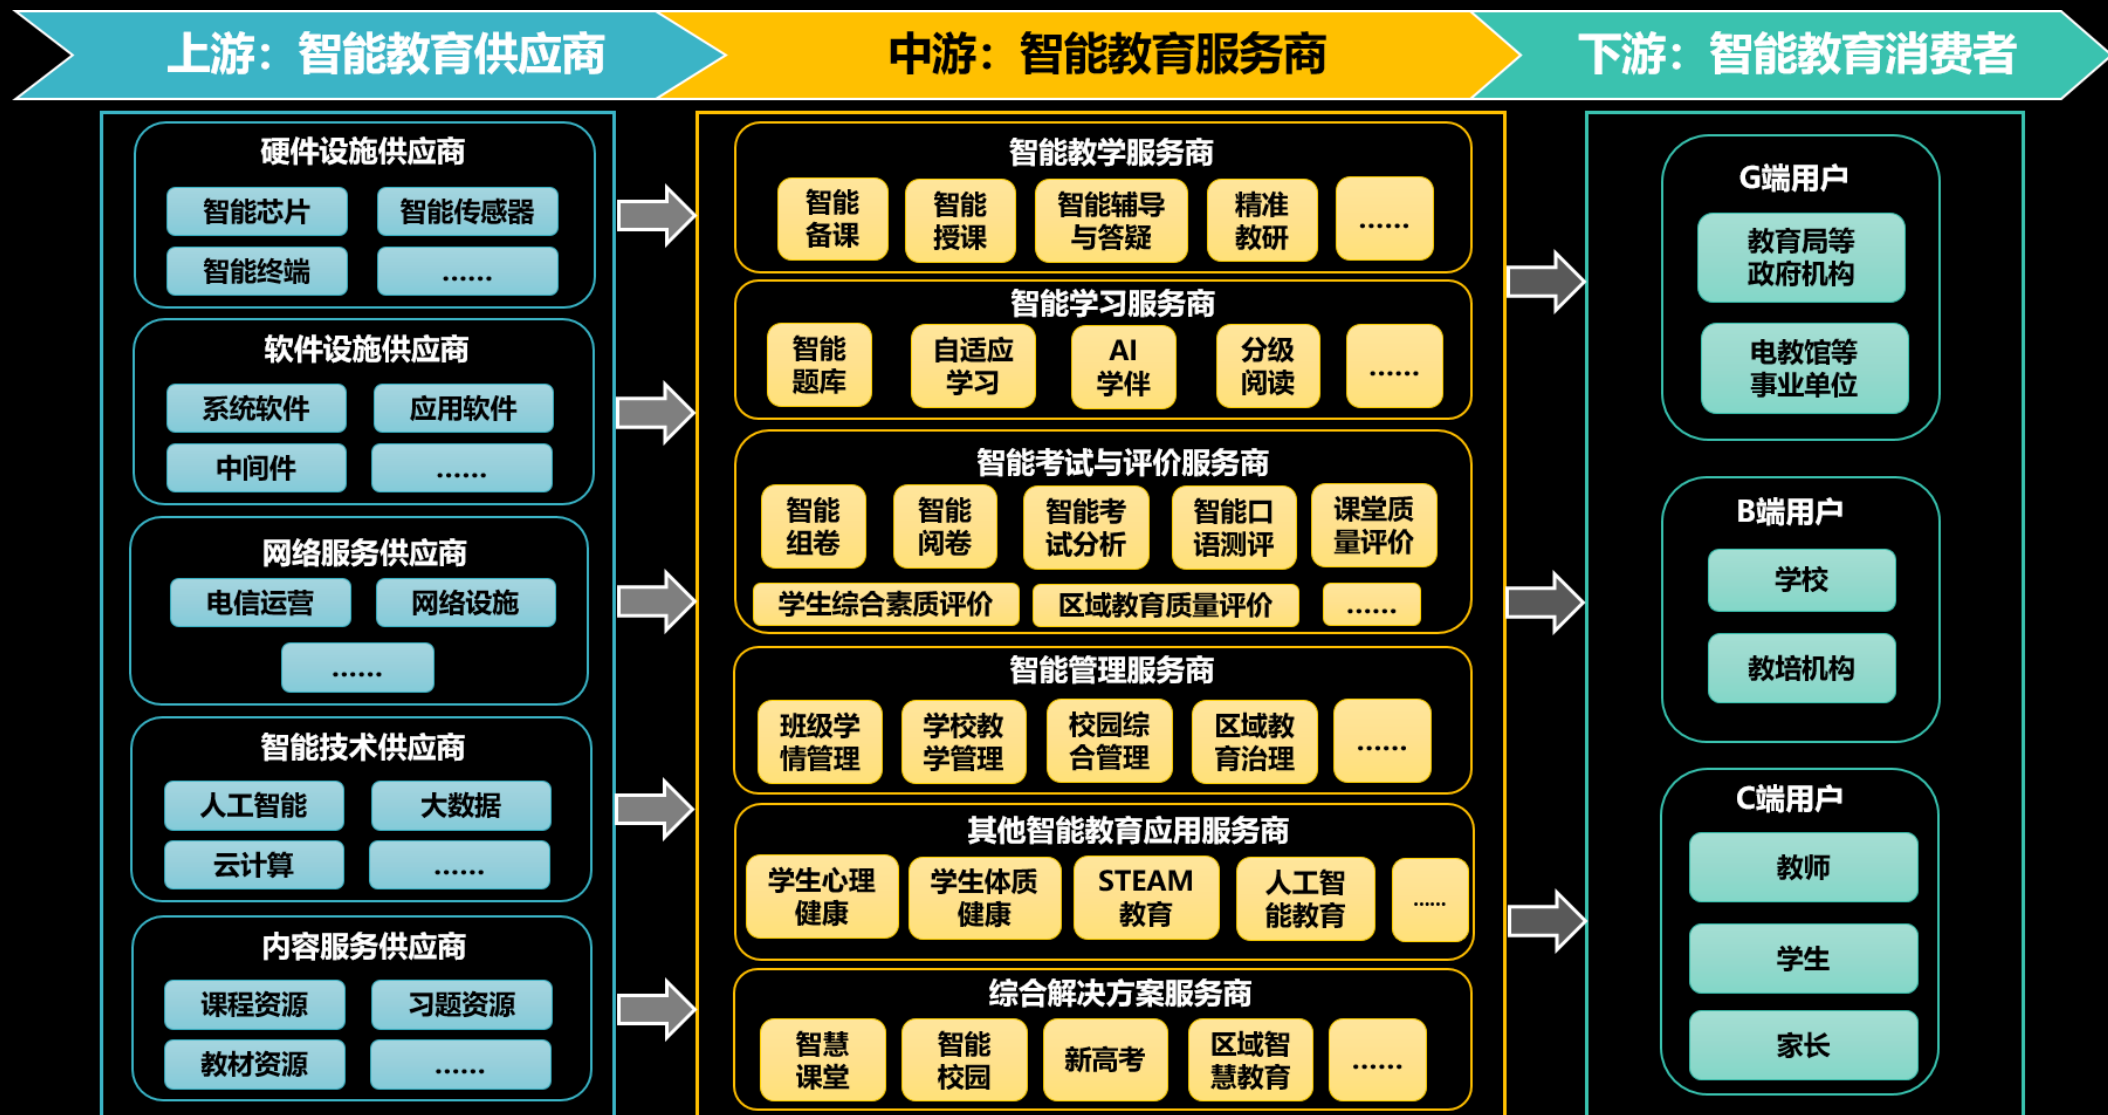 上游：智能教育供应商
中游：智能教育服务商
下游：智能教育消费者
硬件设施供应商
智能芯片
智能传感器
智能终端
......
软件设施供应商
系统软件
应用软件
中间件
......
网络服务供应商
电信运营
网络设施
......
智能技术供应商
人工智能
大数据
云计算
......
内容服务供应商
课程资源
习题资源
教材资源
......
智能教学服务商
智能
备课
智能
授课
智能辅导
与答疑
精准
教研
......
智能学习服务商
智能
题库
自适应
学习
AI
学伴
分级
阅读
......
智能考试与评价服务商
智能
组卷
智能
阅卷
智能考
试分析
智能口
语测评
课堂质
量评价
学生综合素质评价
区域教育质量评价
......
智能管理服务商
班级学
情管理
学校教
学管理
校园综
合管理
区域教
育治理
......
其他智能教育应用服务商
学生心理
健康
学生体质
健康
STEAM
教育
人工智
能教育
......
综合解决方案服务商
智慧
课堂
智能
校园
新高考
区域智
慧教育
......
G端用户
教育局等
政府机构
电教馆等
事业单位
B端用户
学校
教培机构
C端用户
教师
学生
家长